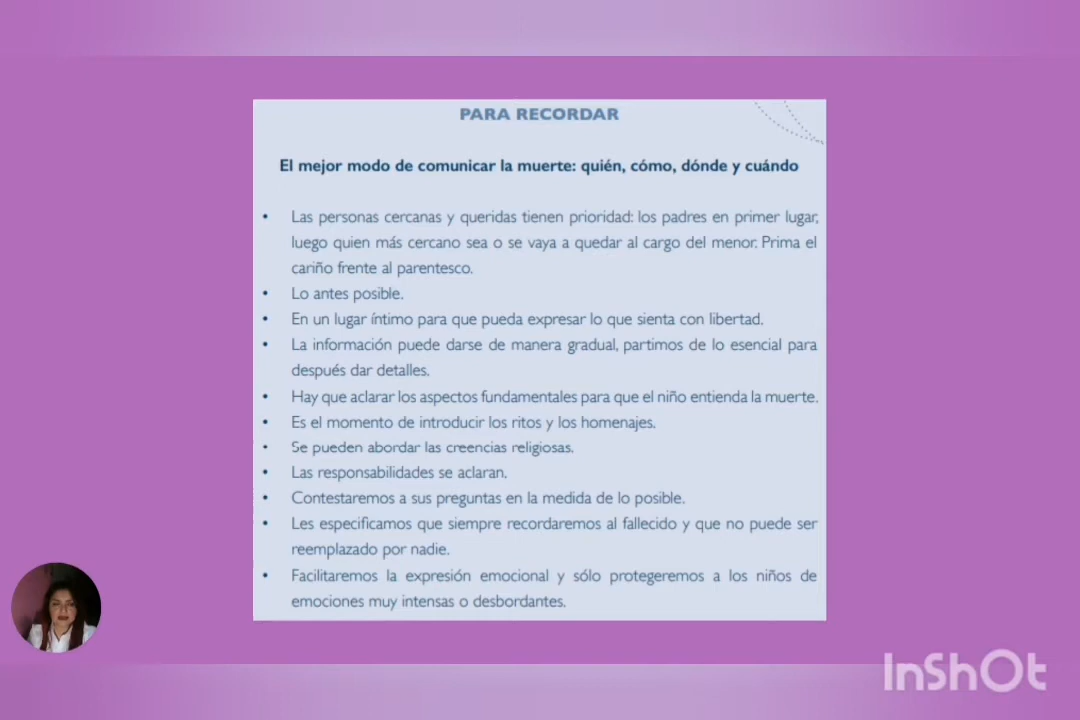 PARA RECORDAR
El mejor modo de comunicar la muerte: quién, cómo, dónde y cuándo
• Las personas cercanas y queridas tienen prioridad: los padres en primer lugar,
luego quien más cercano sea o se vaya a quedar al cargo del menor. Prima el
cariño frente al parentesco.
• Lo antes posible.
• En un lugar íntimo para que pueda expresar lo que sienta con libertad.
• La información puede darse de manera gradual, partimos de lo esencial para
después dar detalles.
• Hay que aclarar los aspectos fundamentales para que el niño entienda la muerte.
• Es el momento de introducir los ritos y los homenajes.
• Se pueden abordar las creencias religiosas.
• Las responsabilidades se aclaran.
• Contestaremos a sus preguntas en la medida de lo posible.
• Les especificamos que siempre recordaremos al fallecido y que no puede ser
reemplazado por nadie.
• Facilitaremos la expresión emocional y sólo protegeremos a los niños de
emociones muy intensas o desbordantes.
InShOt